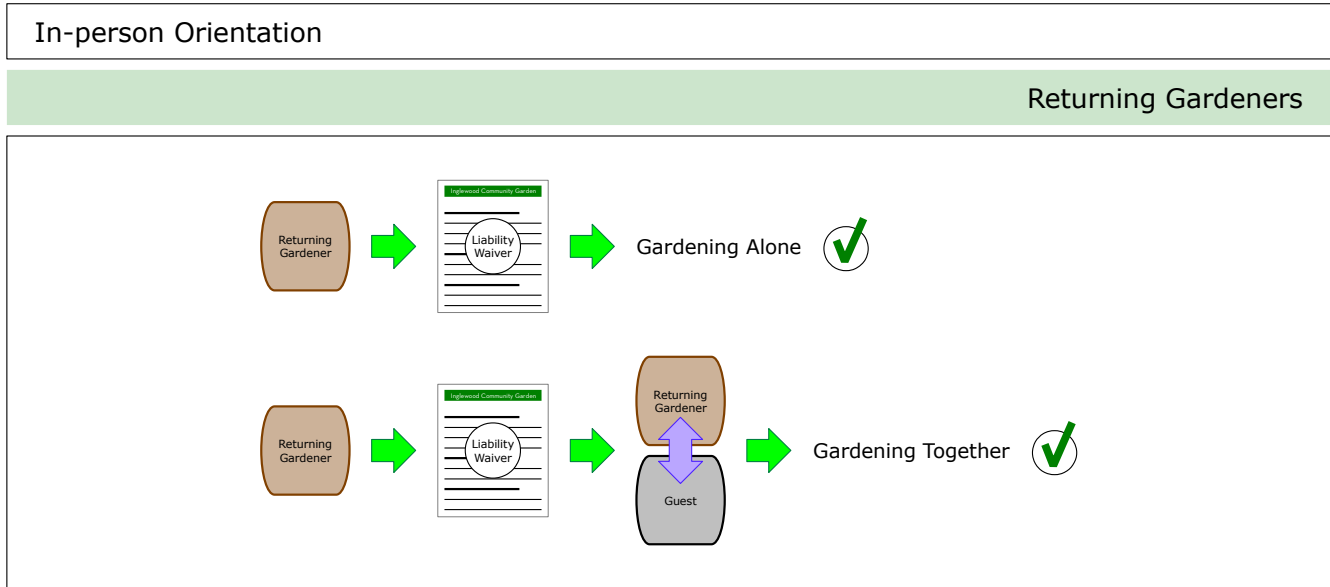 In-person Orientation
Returning Gardeners
Inglewood Community Garden
Returning
Gardener
Liability
Waiver
Gardening Alone
Inglewood Community Garden
Returning
Gardener
Liability
Waiver
Returning
Gardener
Guest
Gardening Together